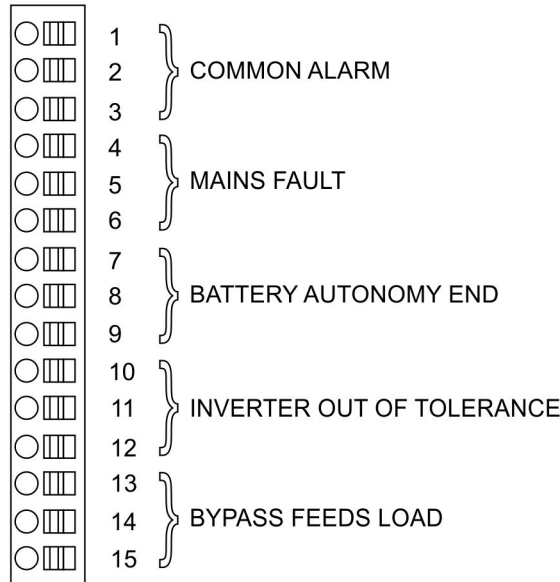 1
2 COMMON ALARM
3
4
5 MAINS FAULT
6
7
8 BATTERY AUTONOMY END
9
10
11 INVERTER OUT OF TOLERANCE
12
13
14 BYPASS FEEDS LOAD
15